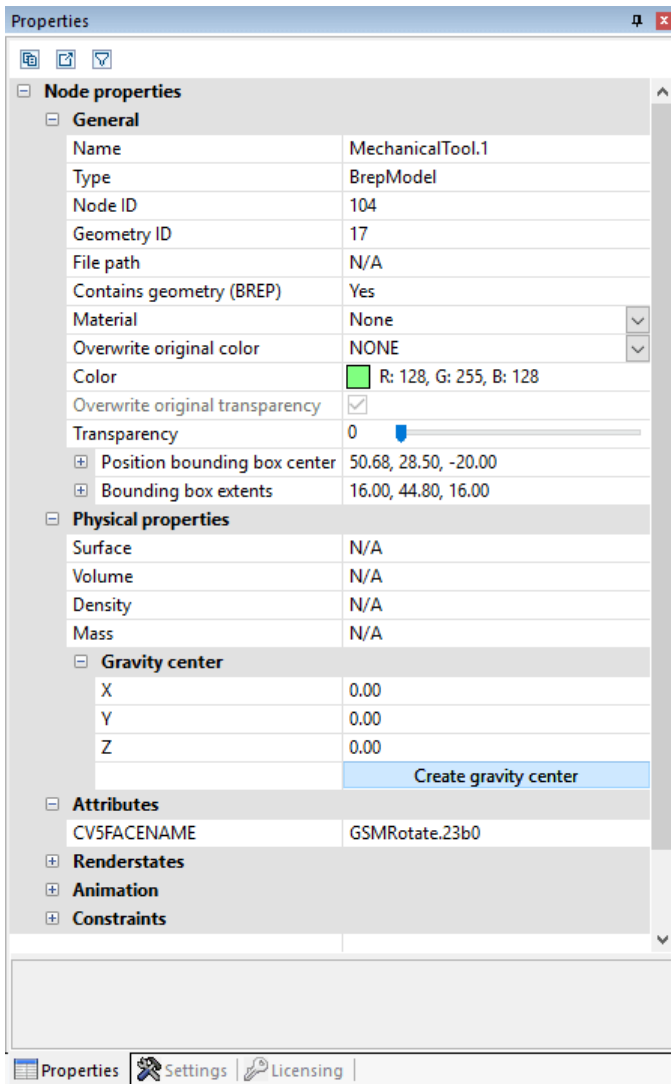 Properties
Node properties
General
Name MechanicalTool.1
Type BrepModel
Node ID 104
Geometry ID 17
File path N/A
Contains geometry (BREP) Yes
Material None
Overwrite original color NONE
Color R: 128, G: 255, B: 128
Overwrite original transparency
Transparency 0
Position bounding box center 50.68, 28.50, -20.00
Bounding box extents 16.00, 44.80, 16.00
Physical properties
Surface N/A
Volume N/A
Density N/A
Mass N/A
Gravity center
X 0.00
Y 0.00
Z 0.00
Create gravity center
Attributes
CV5FACENAME GSMRotate.23b0
Renderstates
Animation
Constraints
Properties Settings Licensing